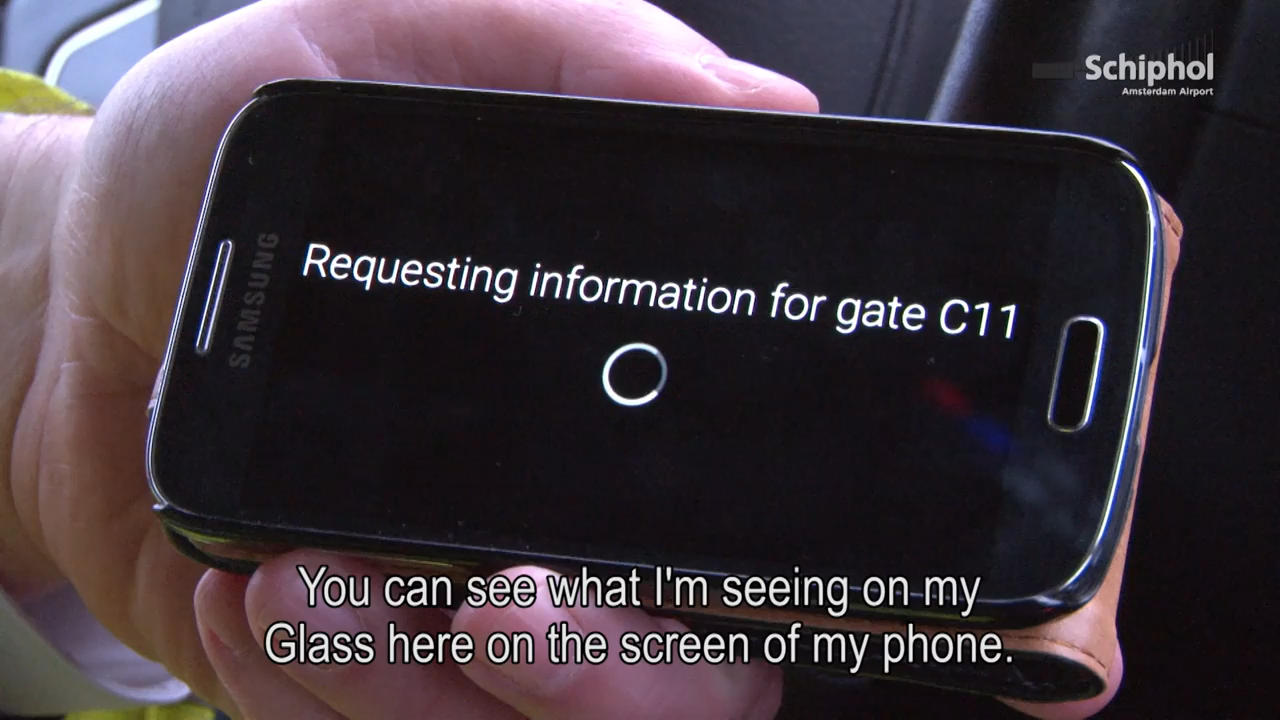 Schiphol
Amsterdam Airport
SAMSUNG
Requesting information for gate C11
You can see what I'm seeing on my
Glass here on the screen of my phone.